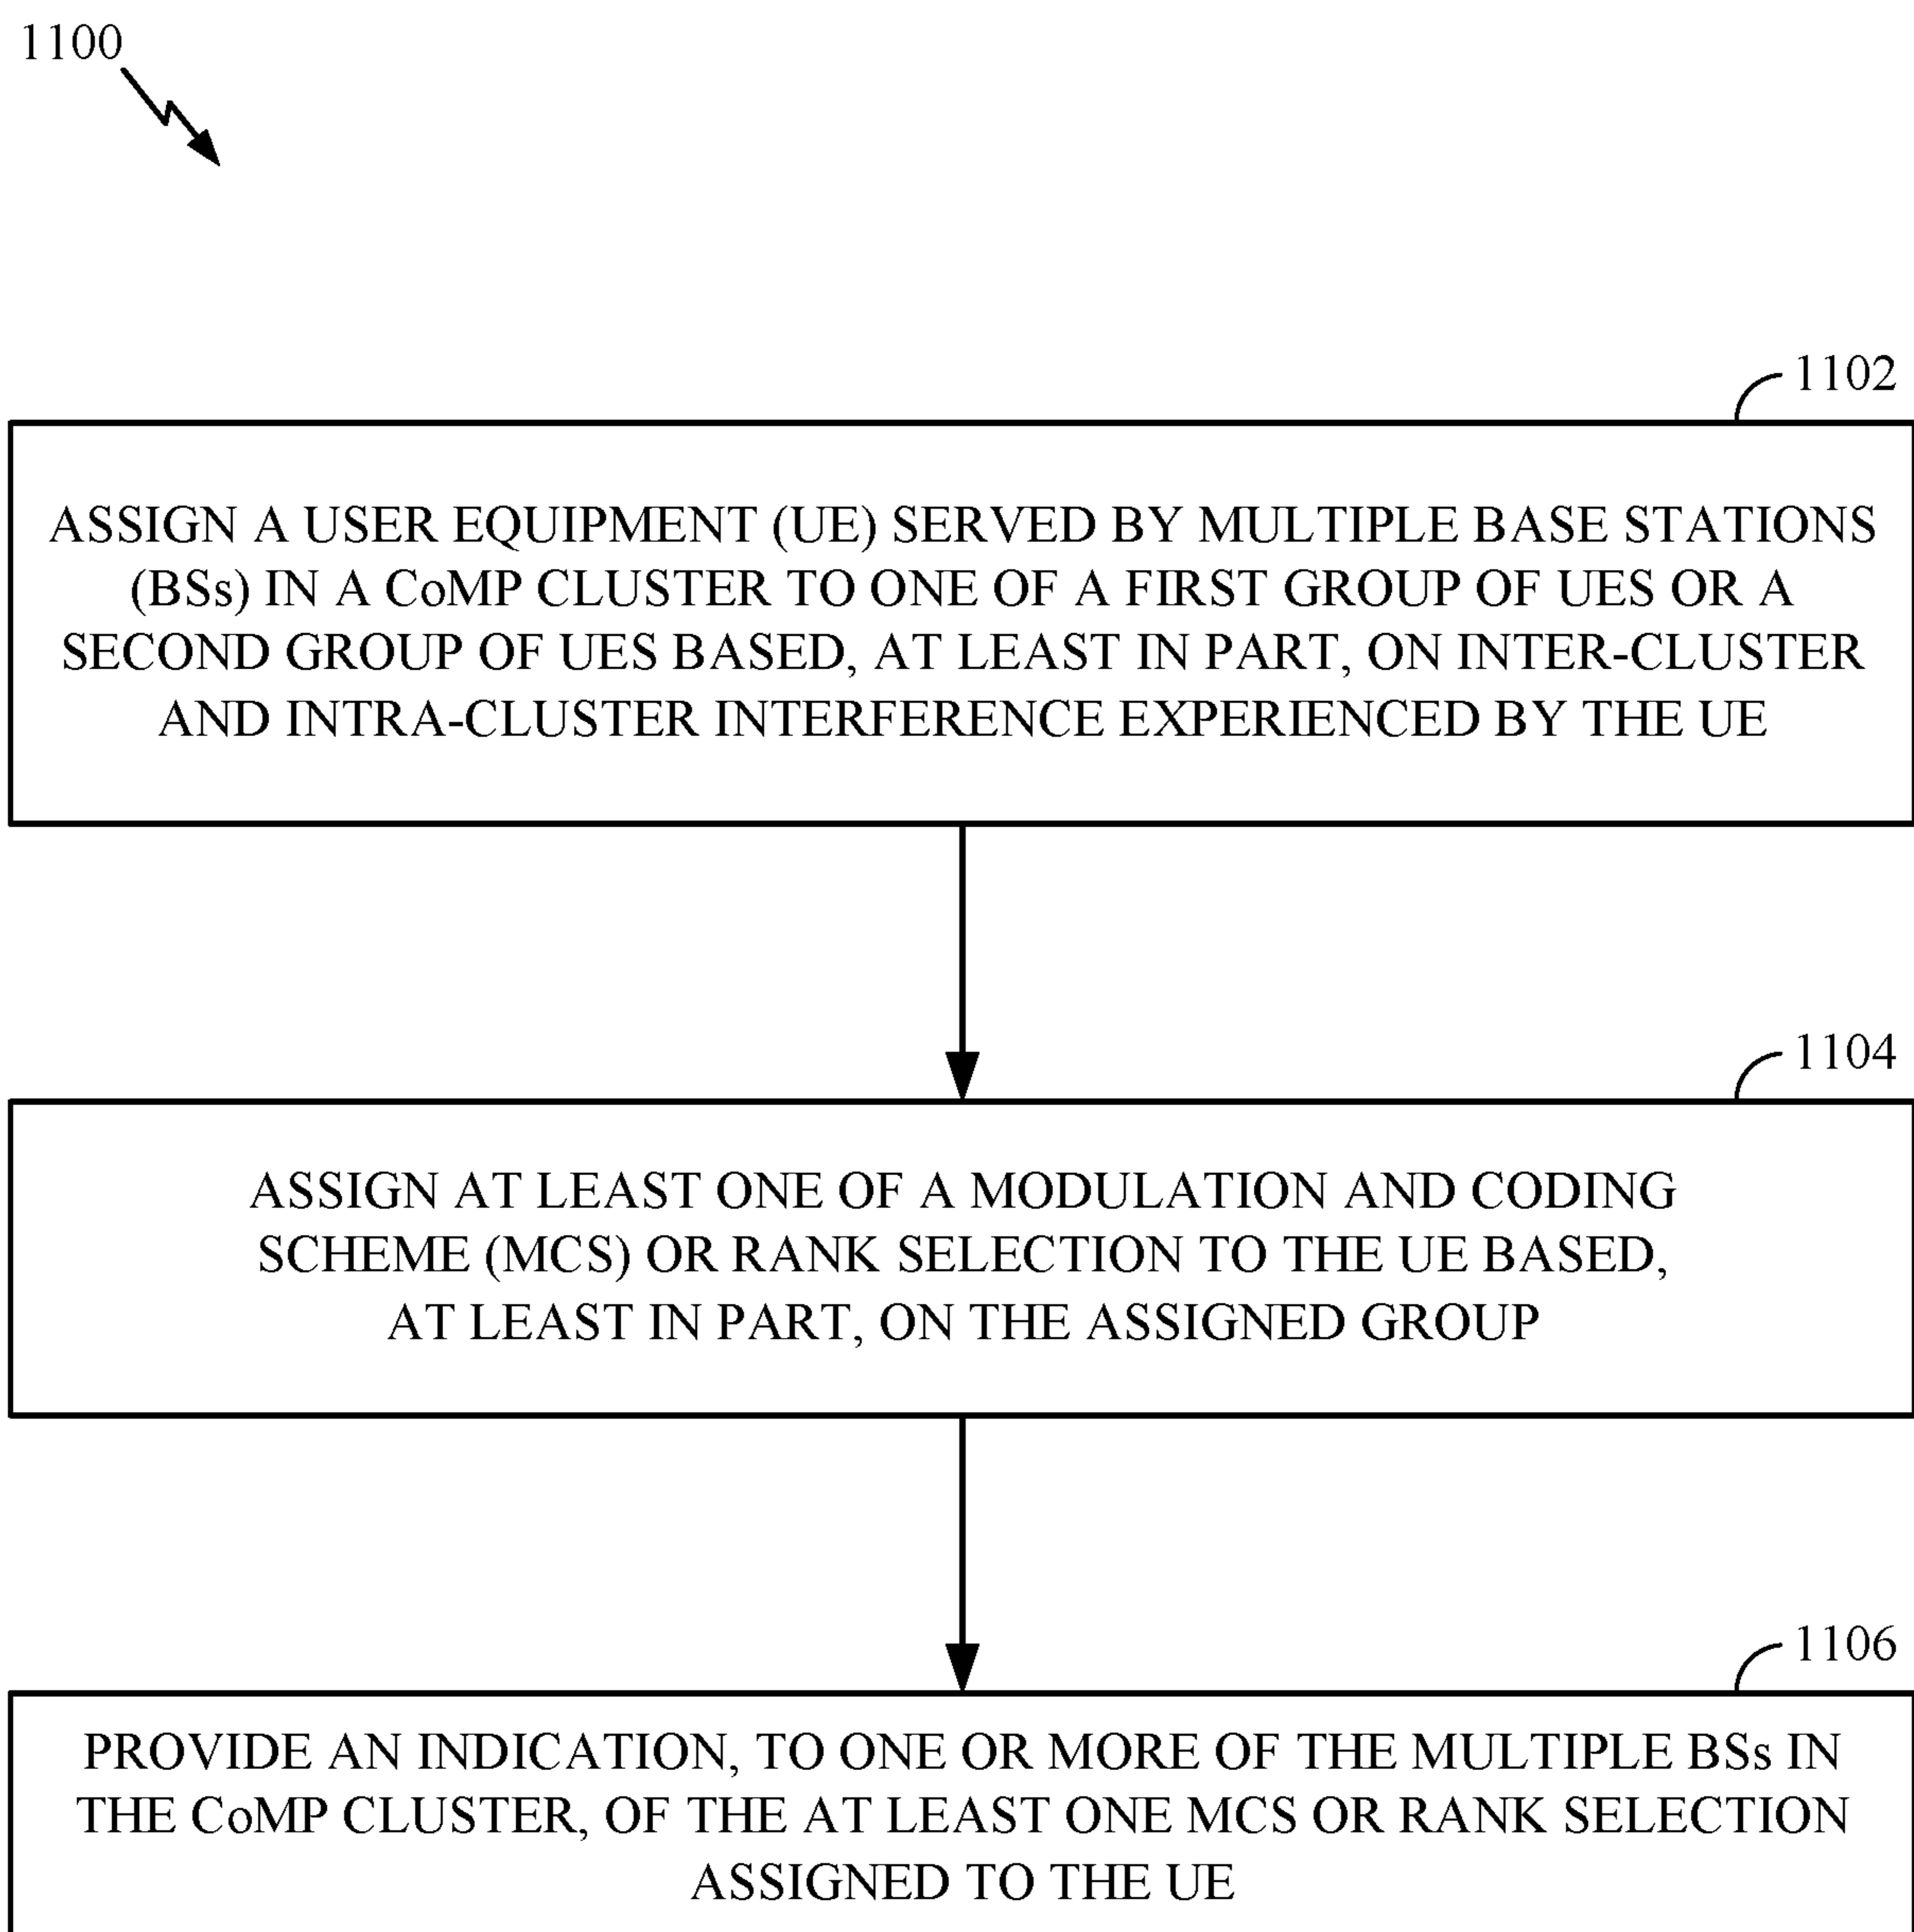 1100
1102
ASSIGN A USER EQUIPMENT (UE) SERVED BY MULTIPLE BASE STATIONS
(BSs) IN A CoMP CLUSTER TO ONE OF A FIRST GROUP OF UES OR A
SECOND GROUP OF UES BASED, AT LEAST IN PART, ON INTER-CLUSTER
AND INTRA-CLUSTER INTERFERENCE EXPERIENCED BY THE UE
1104
ASSIGN AT LEAST ONE OF A MODULATION AND CODING
SCHEME (MCS) OR RANK SELECTION TO THE UE BASED,
AT LEAST IN PART, ON THE ASSIGNED GROUP
1106
PROVIDE AN INDICATION, TO ONE OR MORE OF THE MULTIPLE BSs IN
THE CoMP CLUSTER, OF THE AT LEAST ONE MCS OR RANK SELECTION
ASSIGNED TO THE UE